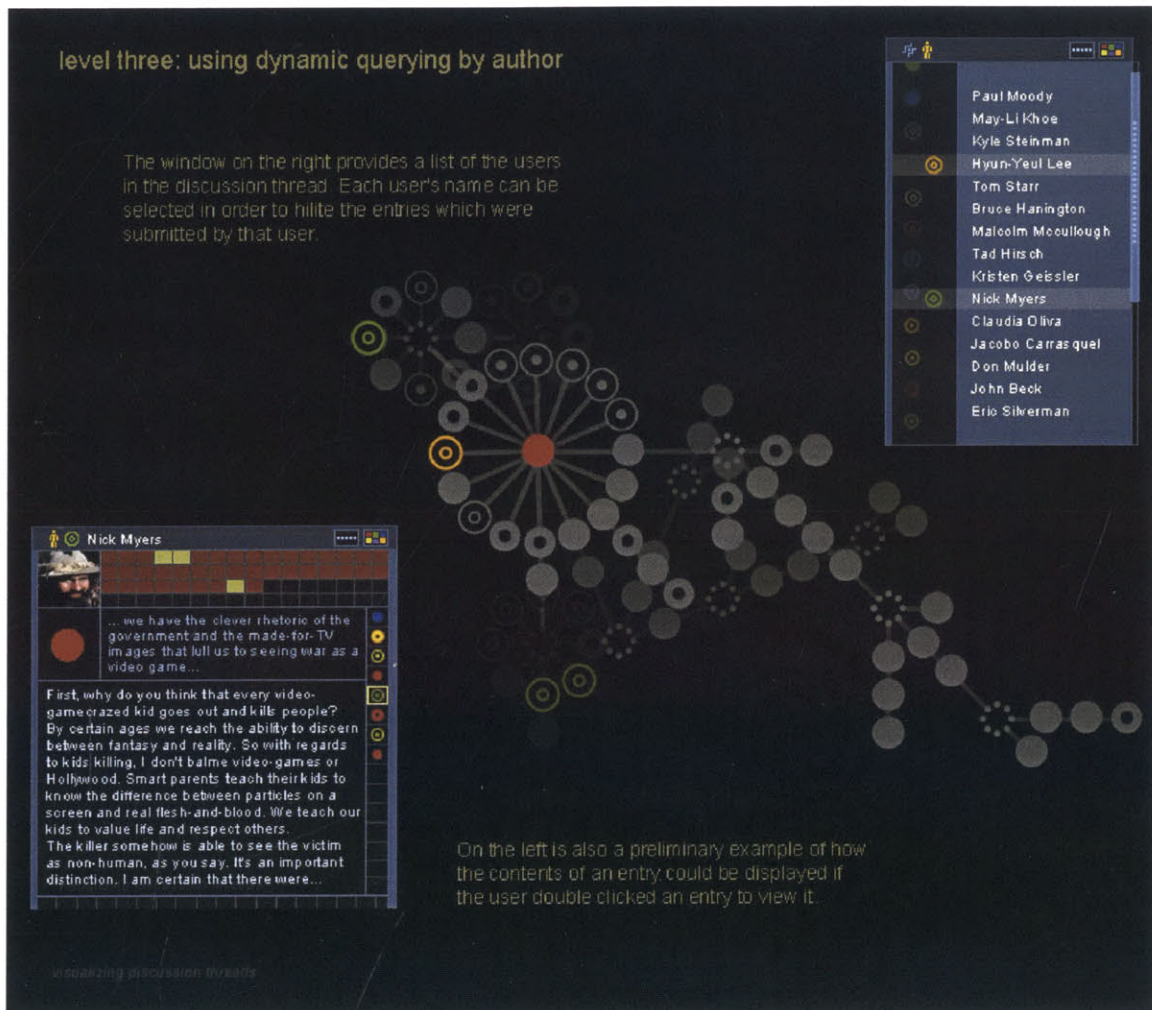 level three: using dynamic querying by author
The window on the right provides a list of the users
in the discussion thread. Each user's name can be
selected in order to hilite the entries which were
submitted by that user.
Paul Moody
May-Li Khoe
Kyle Steinman
Hyun-Yeul Lee
Tom Starr
Bruce Hanington
Malcolm Mccullough
Tad Hirsch
Kristen Geissler
Nick Myers
Claudia Oliva
Jacobo Carrasquel
Don Mulder
John Beck
Eric Silverman
Nick Myers
... we have the clever rhetoric of the
government and the made-for-TV
images that lull us to seeing war as a
video game...
First, why do you think that every video-
gamecrazed kid goes out and kills people?
By certain ages we reach the ability to discern
between fantasy and reality. So with regards
to kids killing, I don't balme video-games or
Hollywood. Smart parents teach their kids to
know the difference between particles on a
screen and real flesh-and-blood. We teach our
kids to value life and respect others.
The killer somehow is able to see the victim
as non-human, as you say. It's an important
distinction. I am certain that there were...
On the left is also a preliminary example of how
the contents of an entry could be displayed if
the user double clicked an entry to view it.
visualizing discussion threads